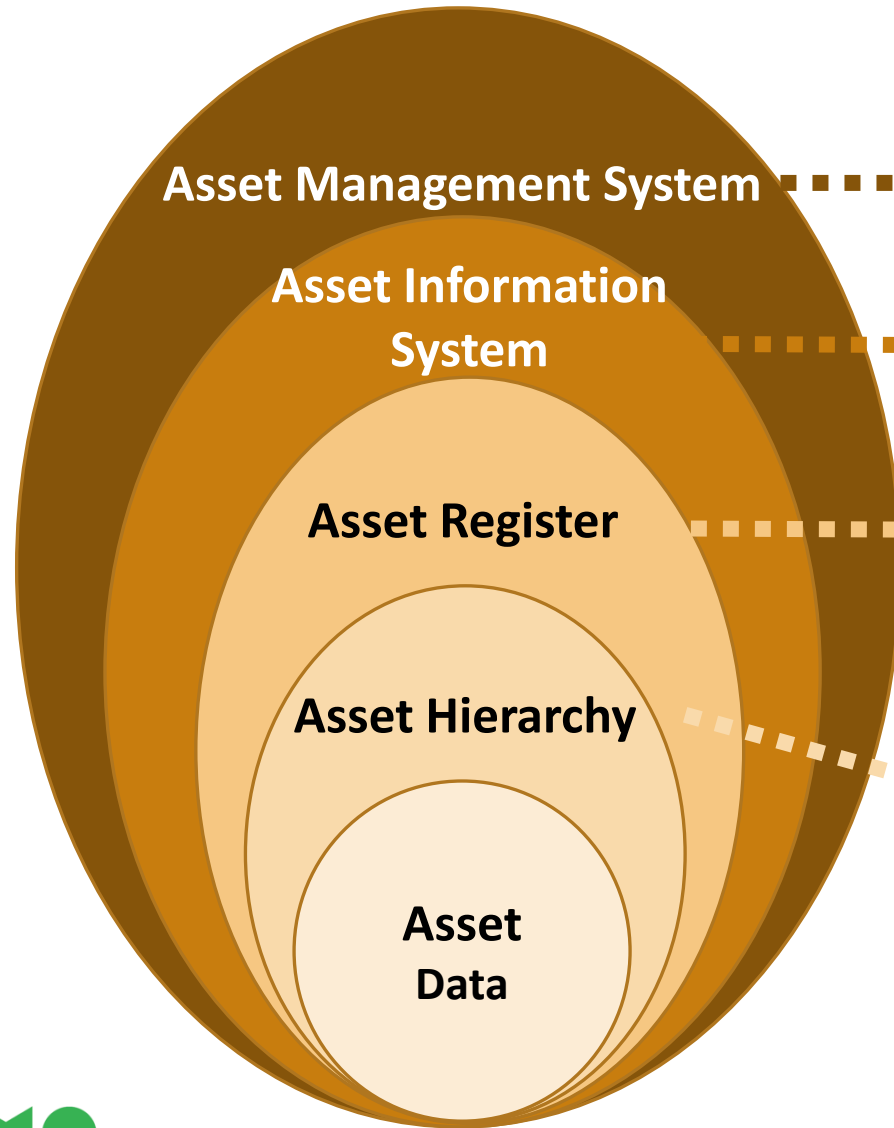 Asset Management System
Asset Information
System
Asset Register
Asset Hierarchy
Asset
Data